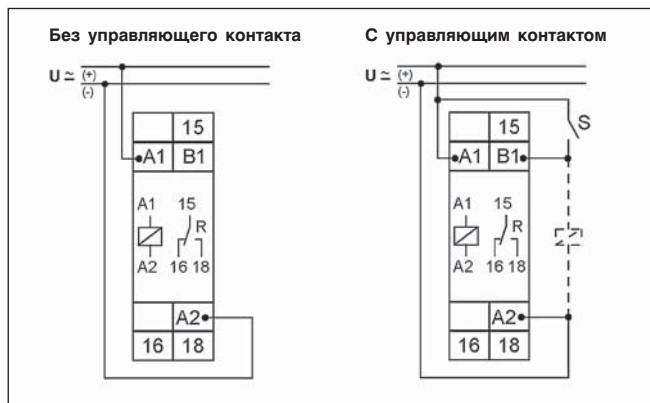 Без управляющего контакта
U ≃ (+)
(-)
15
A1 B1
A1 15
R
A2 16 18
A2
16 18
С управляющим контактом
U ≃ (+)
(-)
S
15
A1 B1
A1 15
R
A2 16 18
A2
16 18